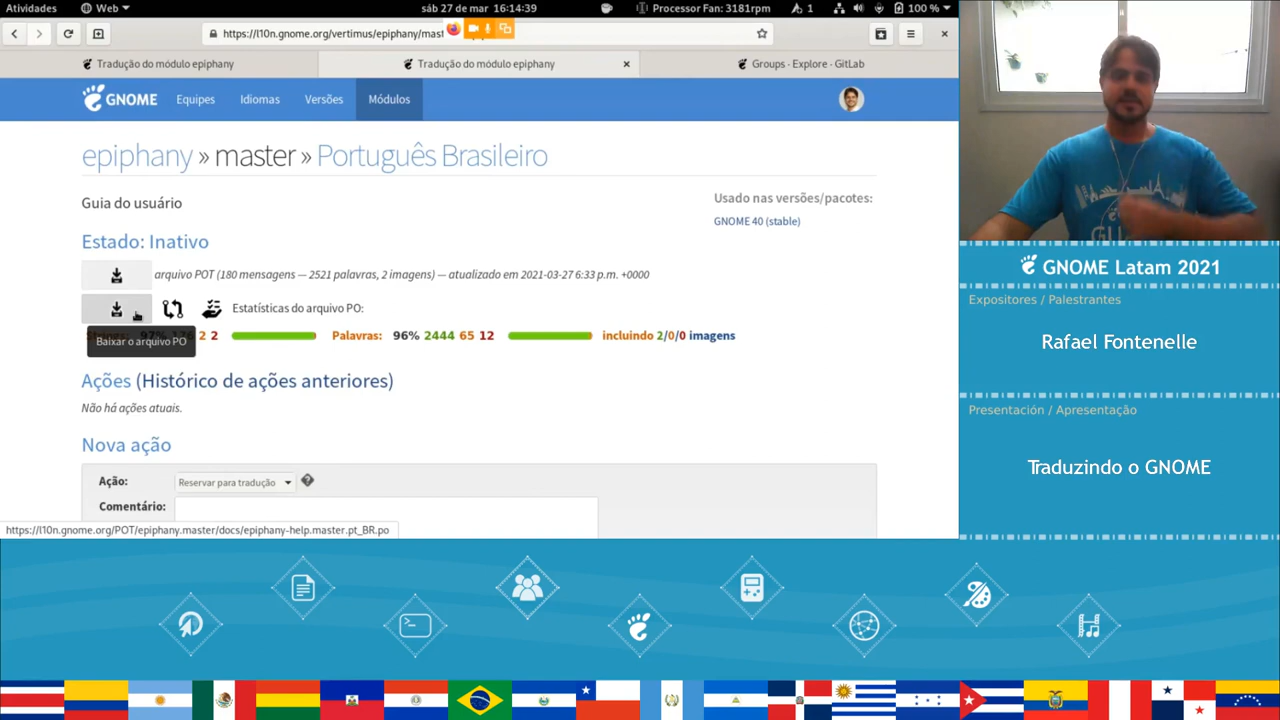 Atividades
Web
sáb 27 de mar 16:14:39
Processor Fan: 3181rpm
1
100 %
https://l10n.gnome.org/vertimus/epiphany/mast
Tradução do módulo epiphany
Tradução do módulo epiphany
Groups · Explore · GitLab
GNOME
Equipes
Idiomas
Versões
Módulos
epiphany » master » Português Brasileiro
Guia do usuário
Usado nas versões/pacotes:
GNOME 40 (stable)
Estado: Inativo
arquivo POT (180 mensagens — 2521 palavras, 2 imagens) — atualizado em 2021-03-27 6:33 p.m. +0000
Estatísticas do arquivo PO:
97% 176 2 2
Palavras: 96% 2444 65 12
incluindo 2/0/0 imagens
Baixar o arquivo PO
Ações (Histórico de ações anteriores)
Não há ações atuais.
Nova ação
Ação:
Reservar para tradução
Comentário:
https://l10n.gnome.org/POT/epiphany.master/docs/epiphany-help.master.pt_BR.po
GNOME Latam 2021
Expositores / Palestrantes
Rafael Fontenelle
Presentación / Apresentação
Traduzindo o GNOME